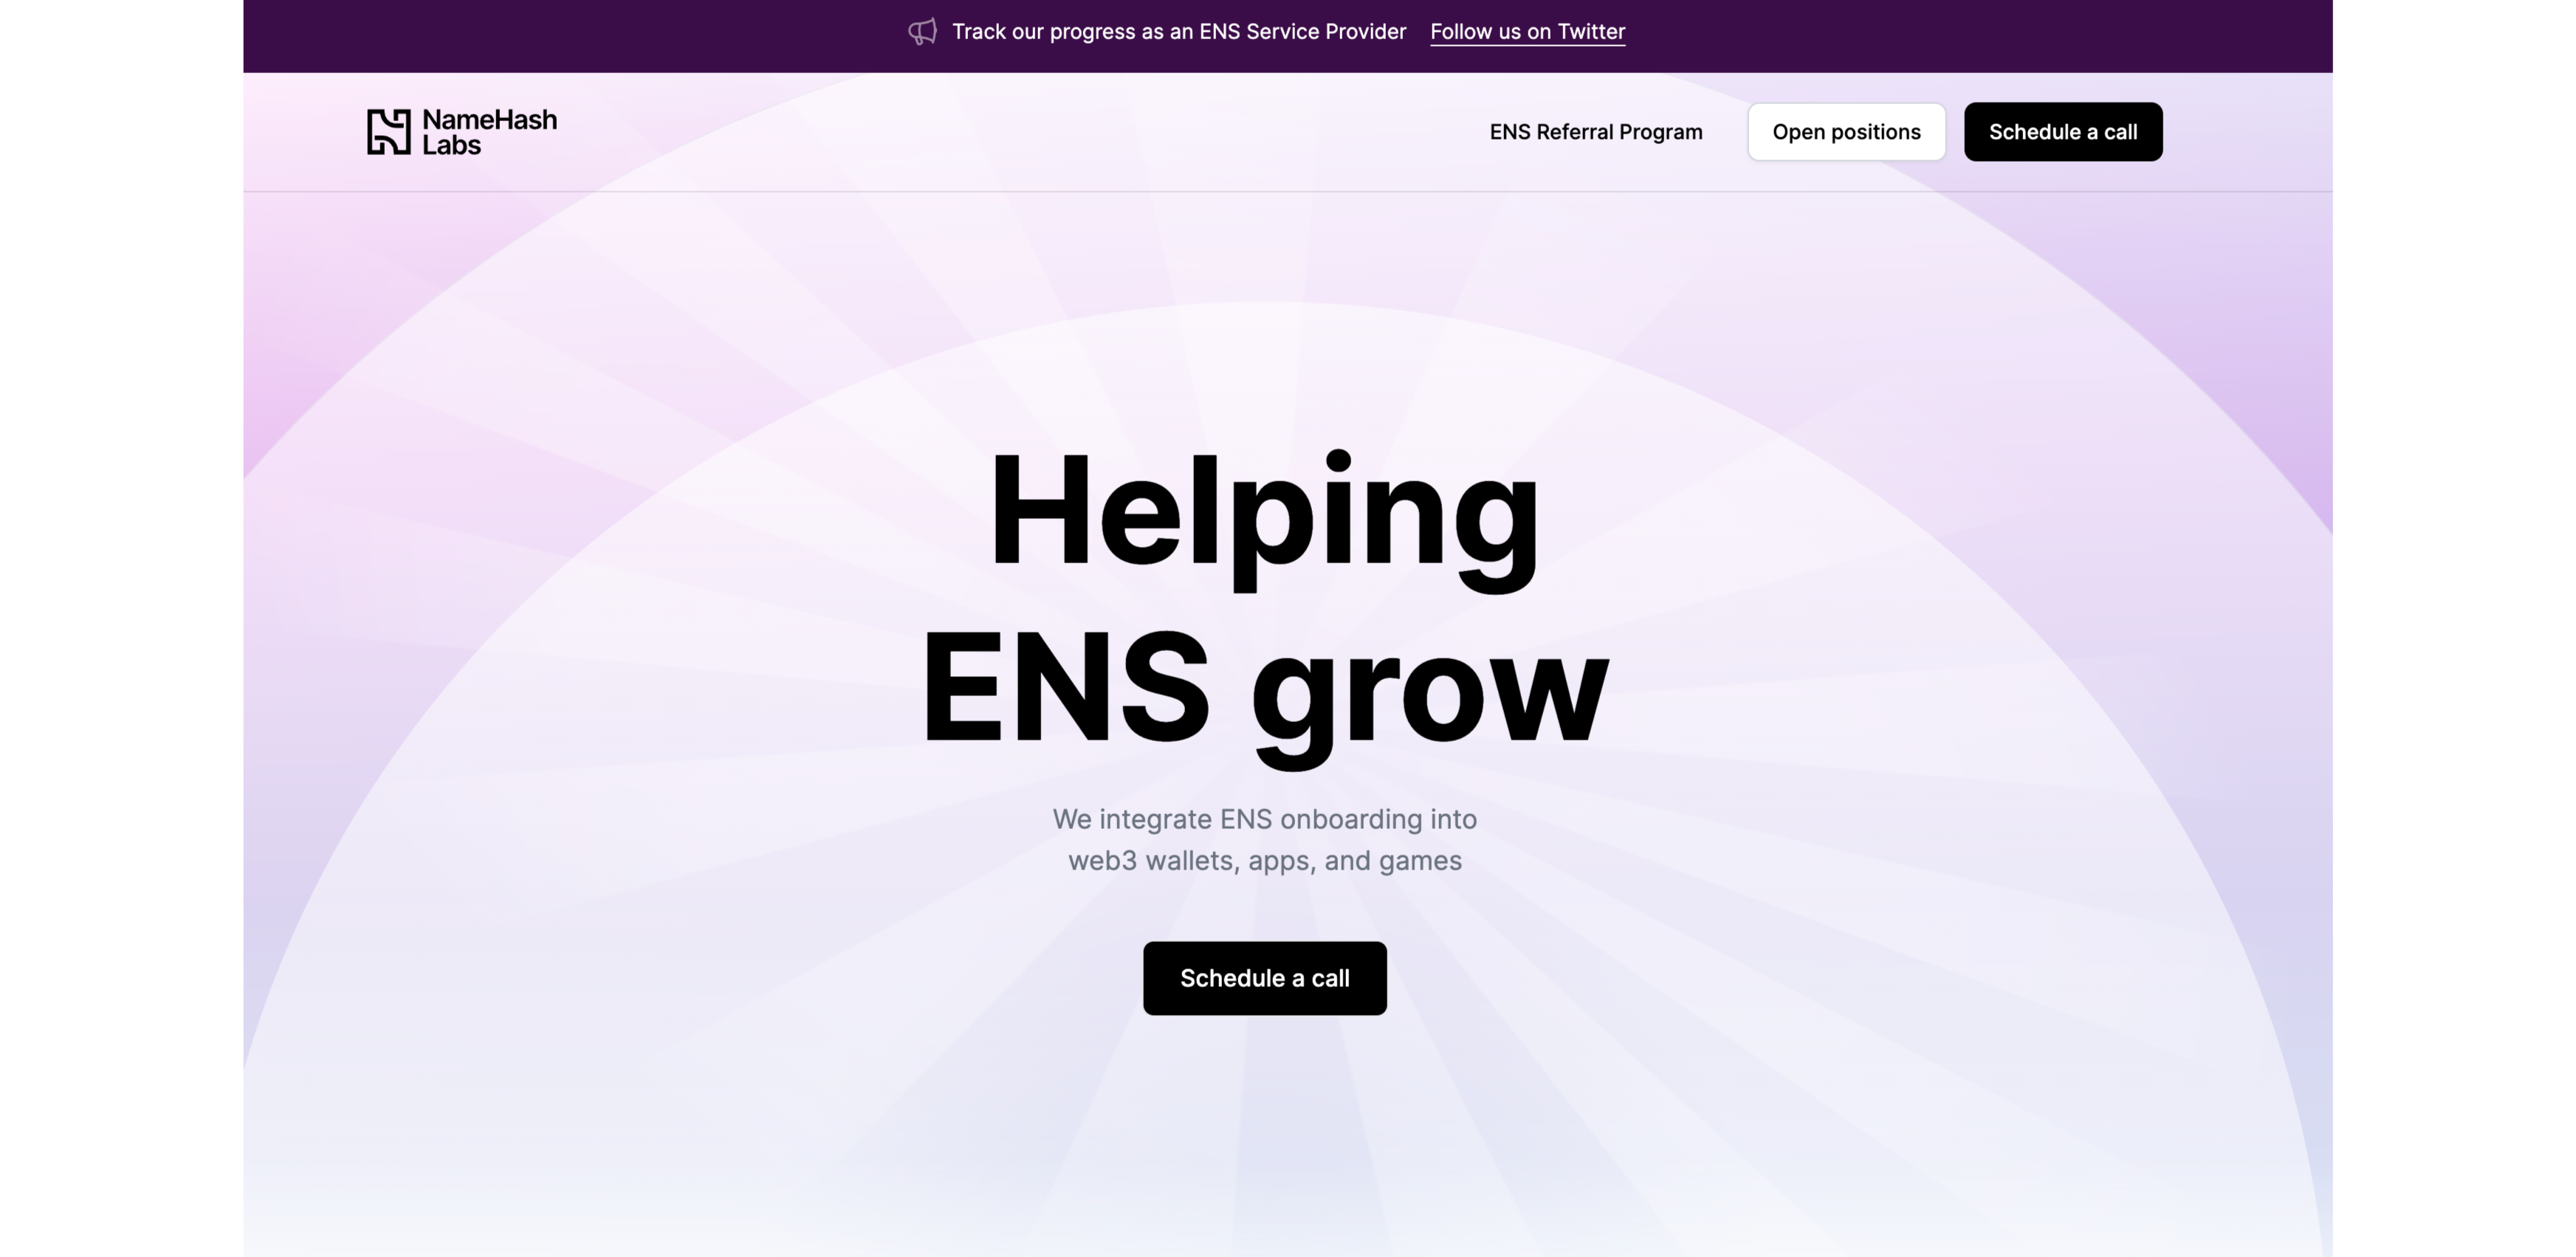 Track our progress as an ENS Service Provider Follow us on Twitter
NameHash
Labs
ENS Referral Program
Open positions
Schedule a call
Helping
ENS grow
We integrate ENS onboarding into
web3 wallets, apps, and games
Schedule a call